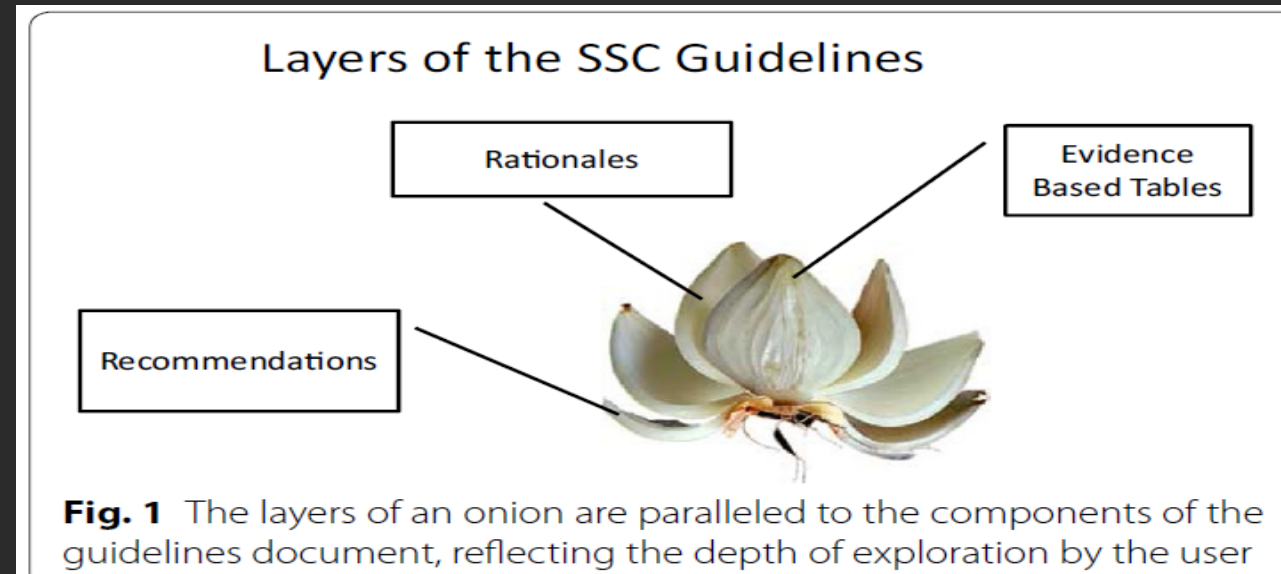 Layers of the SSC Guidelines
Rationales
Evidence
Based Tables
Recommendations
Fig. 1 The layers of an onion are paralleled to the components of the
guidelines document, reflecting the depth of exploration by the user